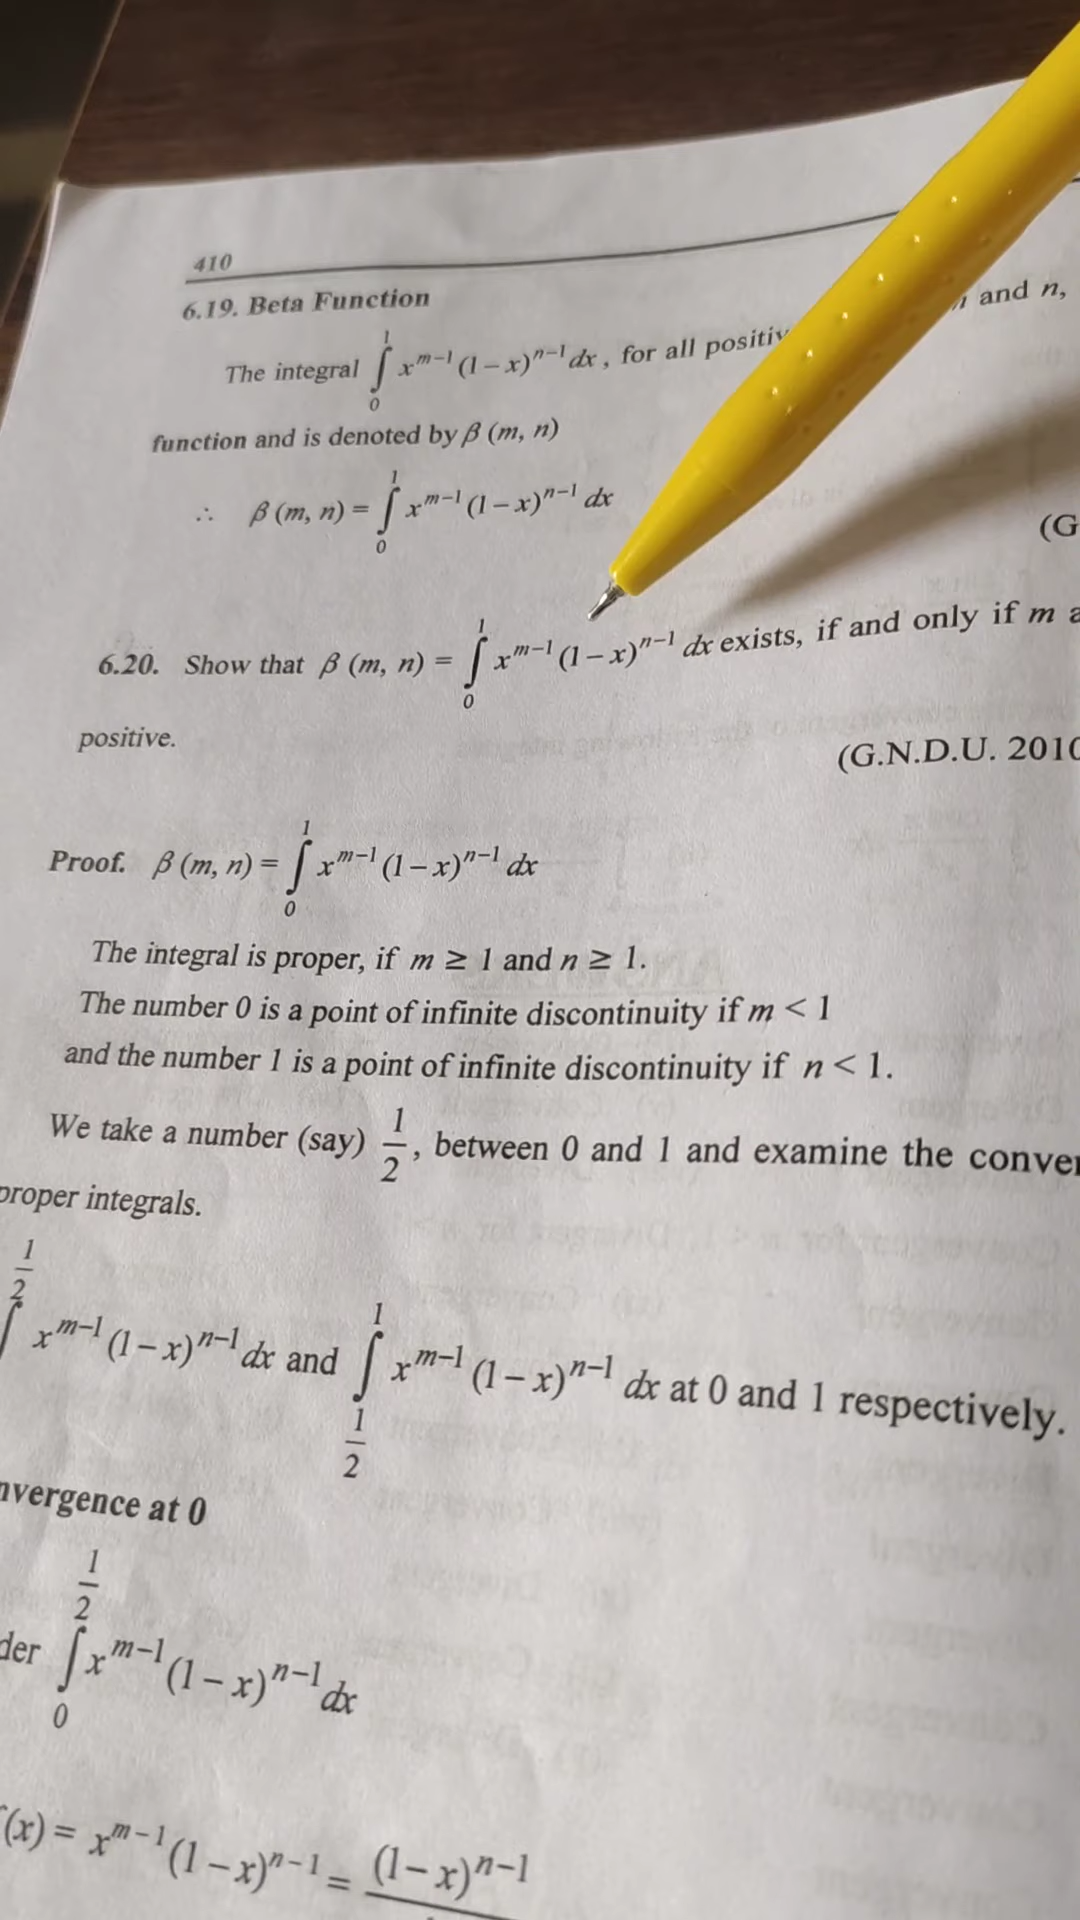 410
6.19. Beta Function
The integral ∫₀¹ x^{m–1} (1 – x)^{n–1} dx, for all and n,
function and is denoted by β (m, n)
∴ β (m, n) = ∫₀¹ x^{m–1} (1 – x)^{n–1} dx
(G
6.20. Show that β (m, n) = ∫₀¹ x^{m–1} (1 – x)^{n–1} dx exists, if and only if m
positive.
(G.N.D.U. 2010
Proof. β (m, n) = ∫₀¹ x^{m–1} (1 – x)^{n–1} dx
The integral is proper, if m ≥ 1 and n ≥ 1.
The number 0 is a point of infinite discontinuity if m < 1
and the number 1 is a point of infinite discontinuity if n < 1.
We take a number (say) 1/2, between 0 and 1 and examine the
proper integrals.
∫^{1/2} x^{m–1} (1 – x)^{n–1} dx and ∫_{1/2}^{1} x^{m–1} (1 – x)^{n–1} dx at 0 and 1 respectively.
nvergence at 0
der ∫₀^{1/2} x^{m–1} (1 – x)^{n–1} dx
(x) = x^{m–1} (1 – x)^{n–1} = (1 – x)^{n–1}